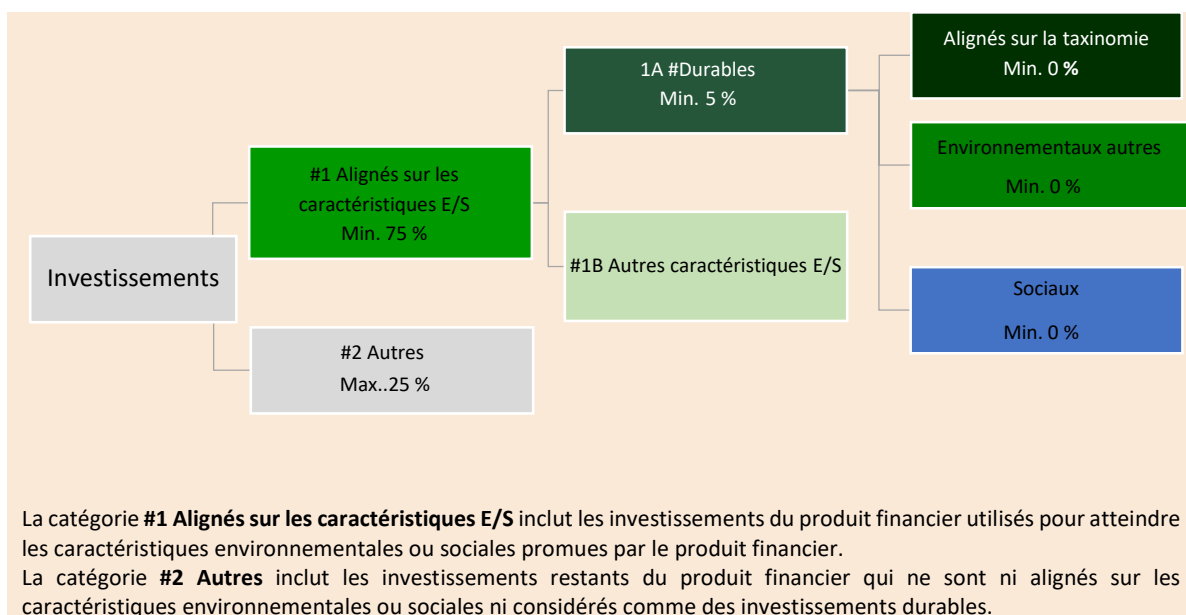 Investissements
#1 Alignés sur les
caractéristiques E/S
Min. 75 %
#2 Autres
Max..25 %
1A #Durables
Min. 5 %
#1B Autres caractéristiques E/S
Alignés sur la taxinomie
Min. 0 %
Environnementaux autres
Min. 0 %
Sociaux
Min. 0 %
La catégorie #1 Alignés sur les caractéristiques E/S inclut les investissements du produit financier utilisés pour atteindre
les caractéristiques environnementales ou sociales promues par le produit financier.
La catégorie #2 Autres inclut les investissements restants du produit financier qui ne sont ni alignés sur les
caractéristiques environnementales ou sociales ni considérés comme des investissements durables.